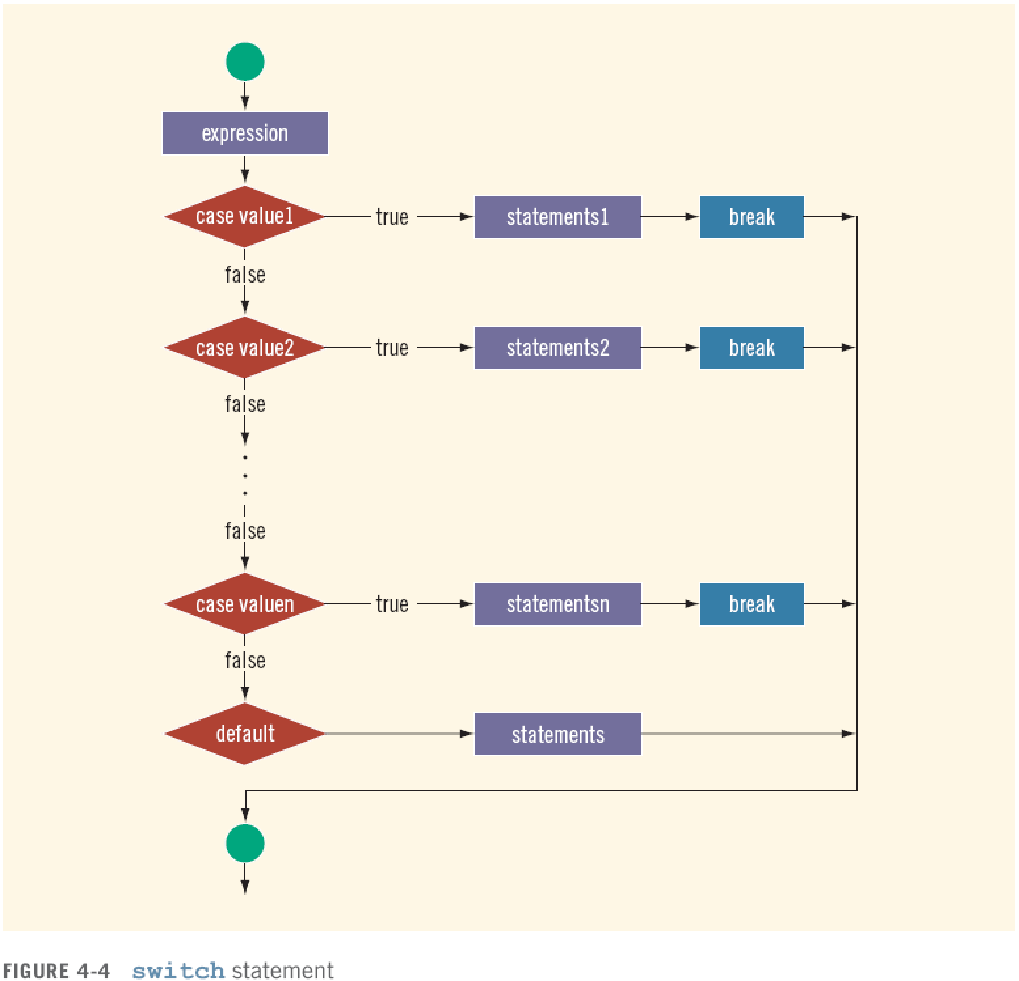 expression
case value1
true
statements1
break
false
case value2
true
statements2
break
false
.
.
.
false
case valuen
true
statementsn
break
false
default
statements
FIGURE 4-4 switch statement